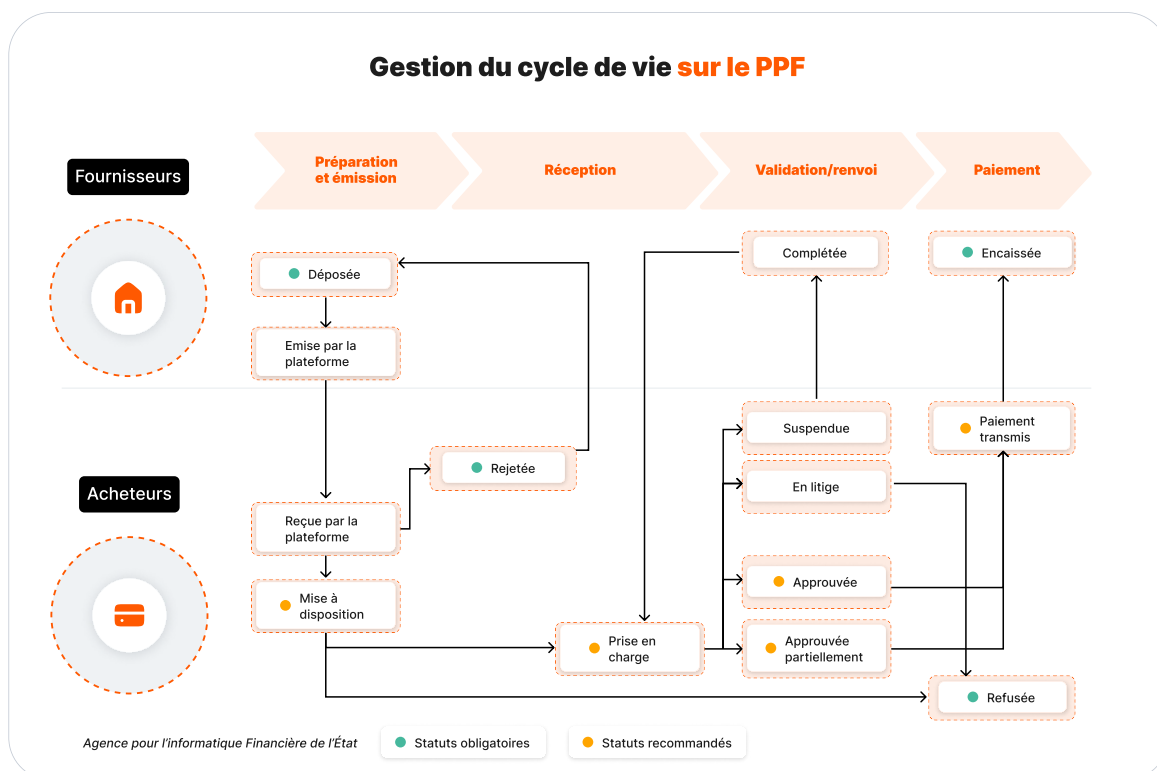 Gestion du cycle de vie sur le PPF
Fournisseurs
Préparation
et émission
Réception
Validation/renvoi
Paiement
Déposée
Complétée
Encaissée
Emise par la
plateforme
Suspendue
Paiement
transmis
Rejetée
En litige
Acheteurs
Reçue par la
plateforme
Mise à
disposition
Approuvée
Prise en
charge
Approuvée
partiellement
Refusée
Agence pour l’informatique Financière de l’État
Statuts obligatoires
Statuts recommandés